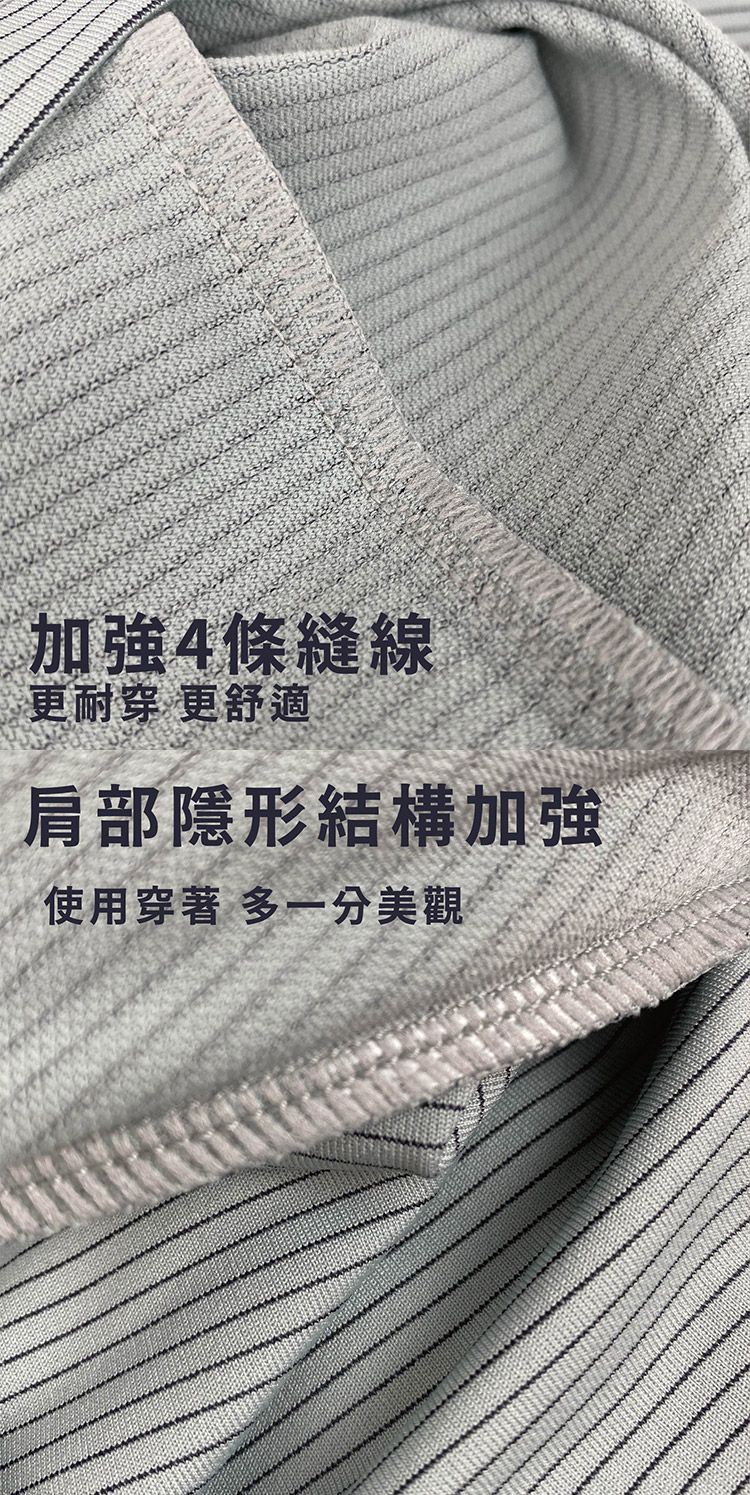 加強4條縫線
更耐穿 更舒適
肩部隱形結構加強
使用穿著 多一分美觀